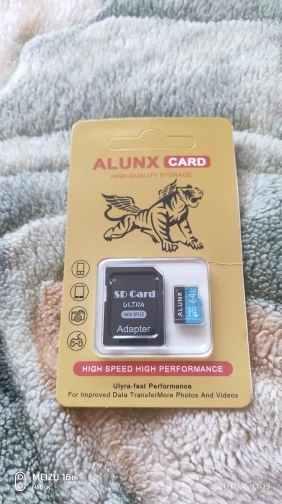 ALUNX CARD
HIGH-QUALITY STORAGE
SD Card
ULTRA
HIGH SPEED
Adapter
ALUNX
64
HIGH SPEED HIGH PERFORMANCE
Ulyra-fast Performance
For Improved Data TransferMore Photos And Videos
MEIZU 16th